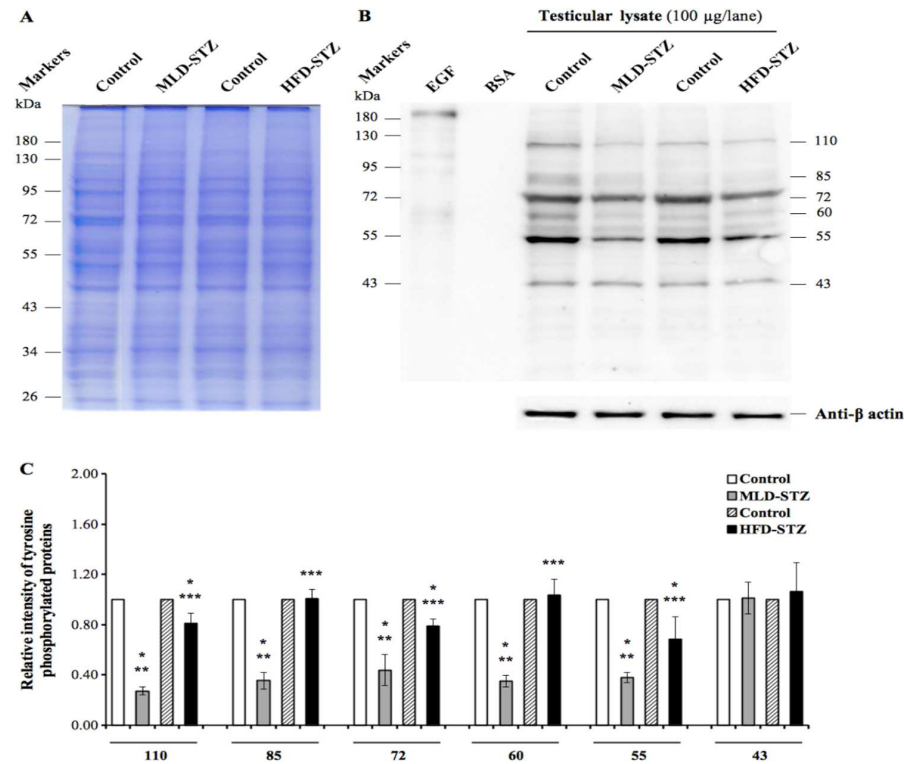 A
Markers
Control
MLD-STZ
Control
HFD-STZ
kDa
180
130
95
72
55
43
34
26
B
Testicular lysate (100 µg/lane)
Markers
EGF
BSA
Control
MLD-STZ
Control
HFD-STZ
kDa
180
130
95
72
55
43
110
85
72
60
55
43
Anti-β actin
C
Relative intensity of tyrosine
phosphorylated proteins
2.00
1.60
1.20
0.80
0.40
0.00
Control
MLD-STZ
Control
HFD-STZ
*
**
*
***
*
**
***
*
**
*
***
*
**
***
*
**
*
***
110 85 72 60 55 43